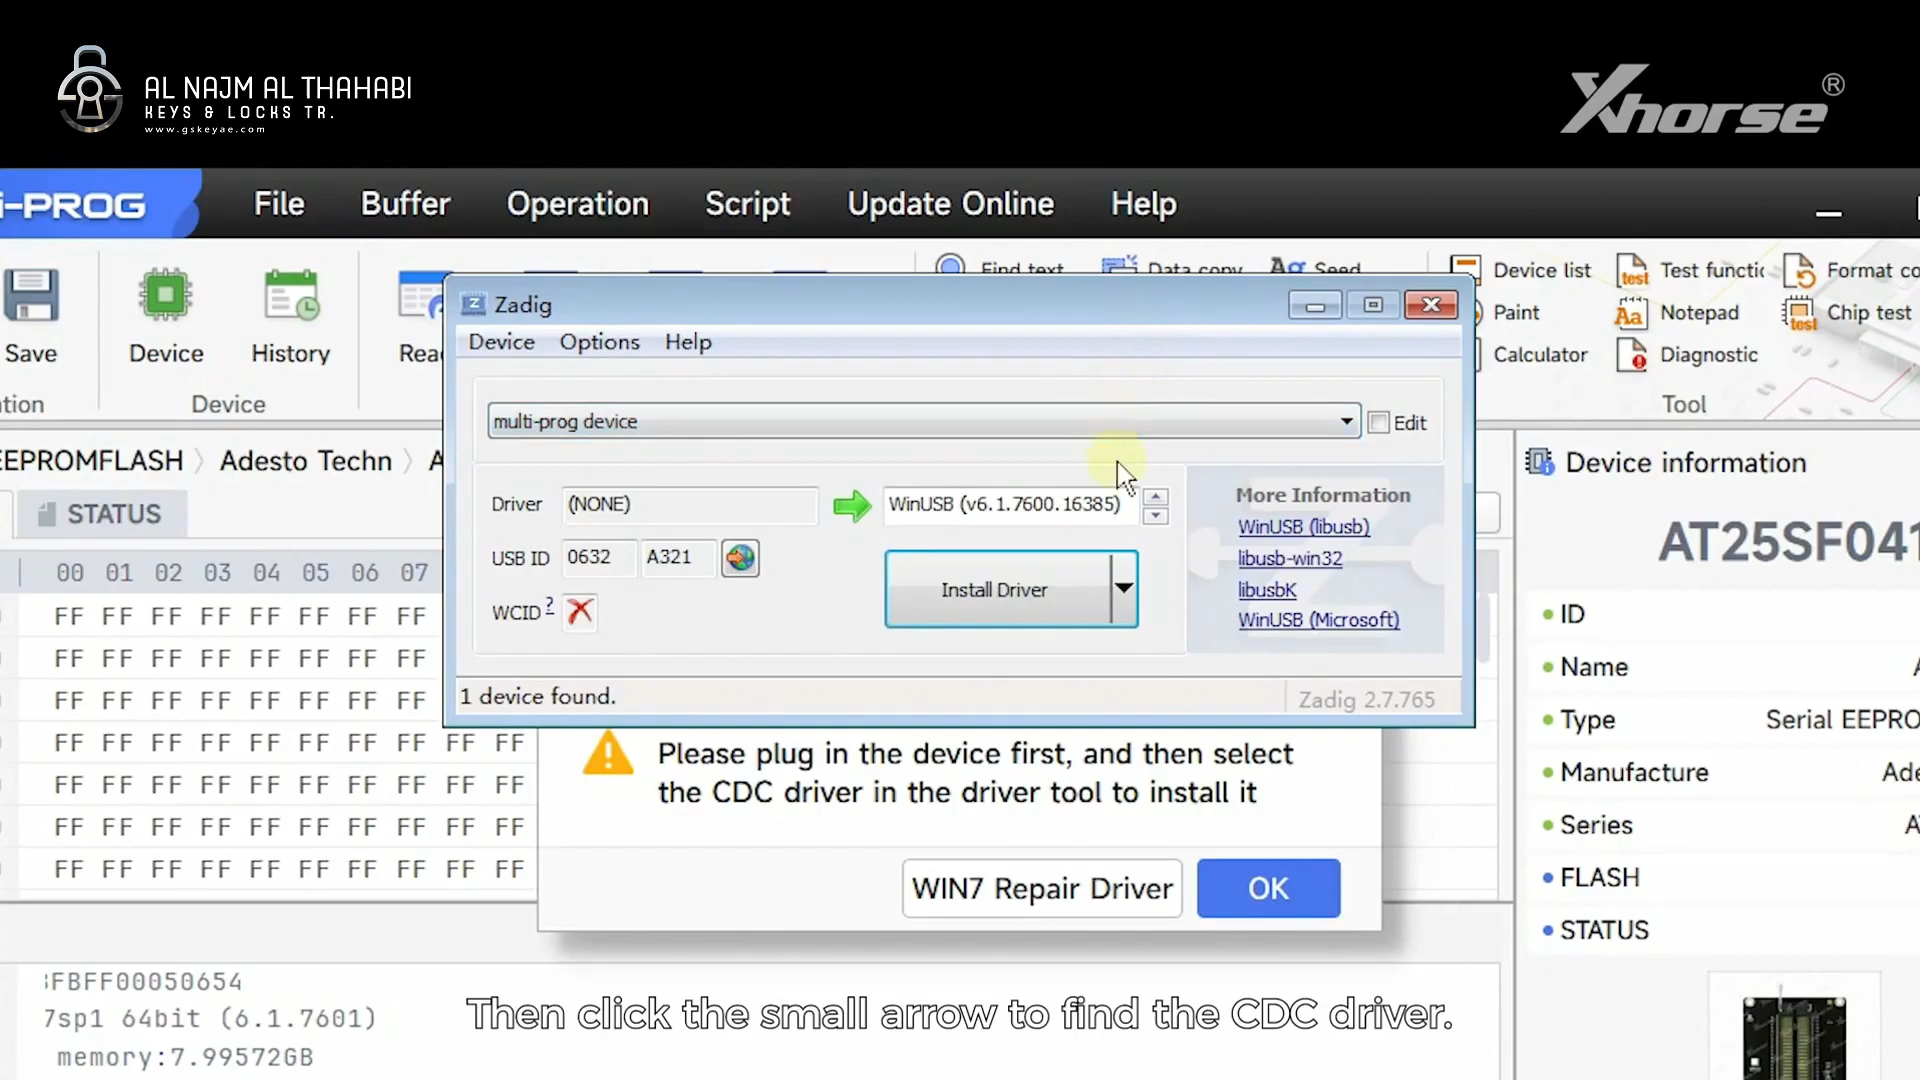 AL NAJM AL THAHABI
KEYS & LOCKS TR.
www.gskeyae.com
Xhorse®
i-PROG
File Buffer Operation Script Update Online Help
Find text Data copy Seed
Device list Test functic Format co
Paint Notepad Chip test
Calculator Diagnostic
Save Device History Rea
tion Device Tool
Zadig
Device Options Help
multi-prog device Edit
Driver (NONE) WinUSB (v6.1.7600.16385)
USB ID 0632 A321
WCID ?
Install Driver
More Information
WinUSB (libusb)
libusb-win32
libusbK
WinUSB (Microsoft)
1 device found. Zadig 2.7.765
EEPROMFLASH Adesto Techn A
STATUS
00 01 02 03 04 05 06 07
FF FF FF FF FF FF FF FF
FF FF FF FF FF FF FF FF
FF FF FF FF FF FF FF FF
FF FF FF FF FF FF FF FF FF FF
FF FF FF FF FF FF FF FF FF FF
FF FF FF FF FF FF FF FF FF FF
FF FF FF FF FF FF FF FF FF FF
Please plug in the device first, and then select
the CDC driver in the driver tool to install it
WIN7 Repair Driver OK
Device information
AT25SF041
ID
Name A
Type Serial EEPRO
Manufacture Ade
Series A
FLASH
STATUS
FBFF00050654
7sp1 64bit (6.1.7601)
memory:7.99572GB
Then click the small arrow to find the CDC driver.